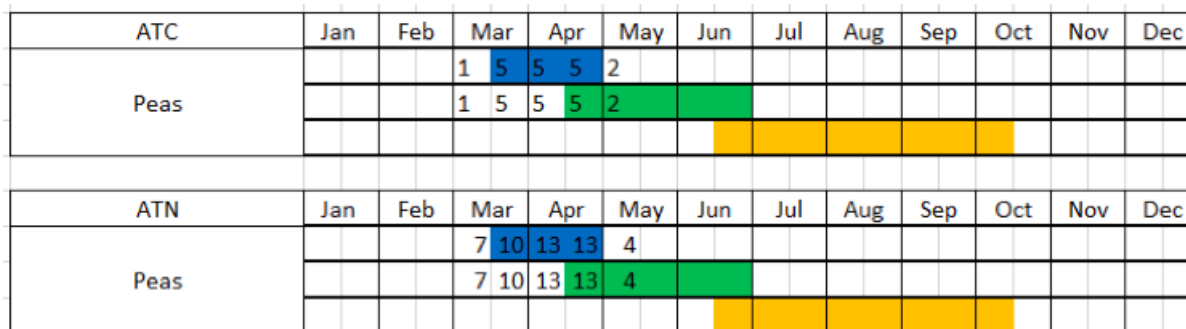 ATC Jan Feb Mar Apr May Jun Jul Aug Sep Oct Nov Dec
1 5 5 5 2
Peas
1 5 5 5 2
ATN Jan Feb Mar Apr May Jun Jul Aug Sep Oct Nov Dec
7 10 13 13 4
Peas
7 10 13 13 4